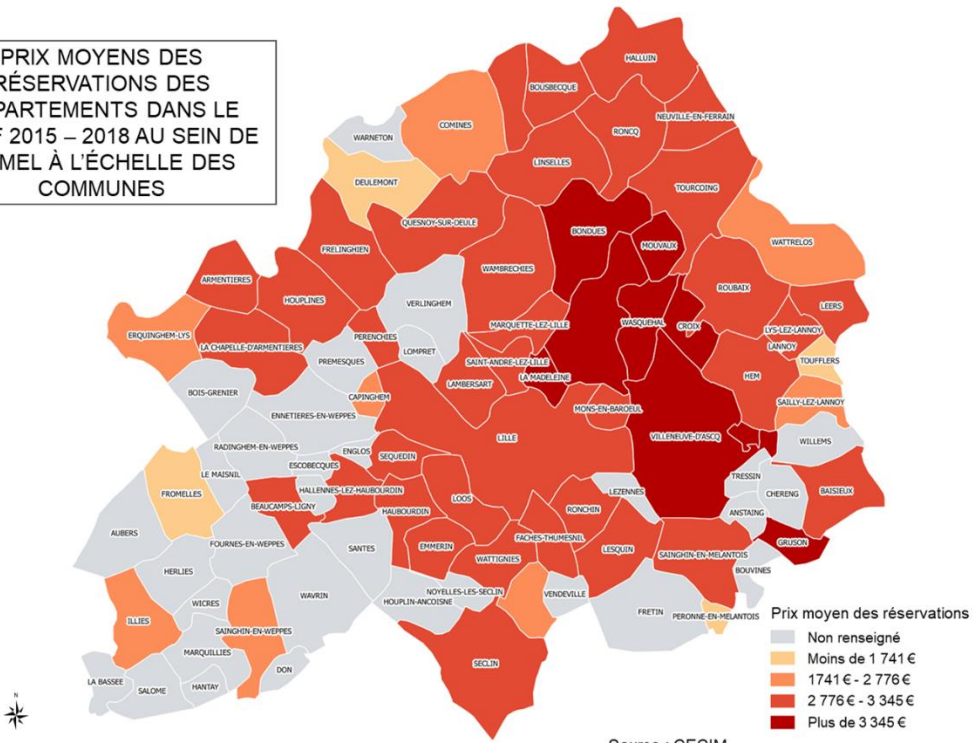 PRIX MOYENS DES
RÉSERVATIONS DES
PARTEMENTS DANS LE
2015 – 2018 AU SEIN DE
MEL À L’ÉCHELLE DES
COMMUNES
HALLUIN
BOUSBECQUE
NEUVILLE-EN-FERRAIN
COMINES
RONCQ
WARNETON
LINSELLES
DEULEMONT
TOURCOING
QUESNOY-SUR-DEULE
BONDUES
WATTRELOS
MOUVAUX
FRELINGHIEN
WAMBRECHIES
ARMENTIERES
ROUBAIX
HOUPLINES
VERLINGHEM
LEERS
MARQUETTE-LEZ-LILLE
WASQUEHAL
CROIX
LYS-LEZ-LANNOY
ERQUINGHEM-LYS
PERENCHIES
LA CHAPELLE-D'ARMENTIERES
LANNOY
LOMPRET
PREMESQUES
SAINT-ANDRE-LEZ-LILLE
TOUFFLERS
LA MADELEINE
HEM
LAMBERSART
BOIS-GRENIER
CAPINGHEM
SAILLY-LEZ-LANNOY
MONS-EN-BAROEUL
ENNETIERES-EN-WEPPES
LILLE
VILLENEUVE-D'ASCQ
WILLEMS
RADINGHEM-EN-WEPPES
ENGLOS
SEQUEDIN
ESCOBECQUES
LE MAISNIL
TRESSIN
FROMELLES
HALLENNES-LEZ-HAUBOURDIN
LEZENNES
CHERENG
BAISIEUX
LOOS
BEAUCAMPS-LIGNY
HAUBOURDIN
RONCHIN
ANSTAING
AUBERS
FACHES-THUMESNIL
FOURNES-EN-WEPPES
EMMERIN
GRUSON
SANTES
LESQUIN
SAINGHIN-EN-MELANTOIS
WATTIGNIES
HERLIES
BOUVINES
NOYELLES-LES-SECLIN
VENDEVILLE
WAVRIN
HOUPLIN-ANCOISNE
WICRES
FRETIN
PERONNE-EN-MELANTOIS
ILLIES
SAINGHIN-EN-WEPPES
MARQUILLIES
SECLIN
DON
LA BASSEE
SALOME
HANTAY
N
Prix moyen des réservations
Non renseigné
Moins de 1 741 €
1741 € - 2 776 €
2 776 € - 3 345 €
Plus de 3 345 €